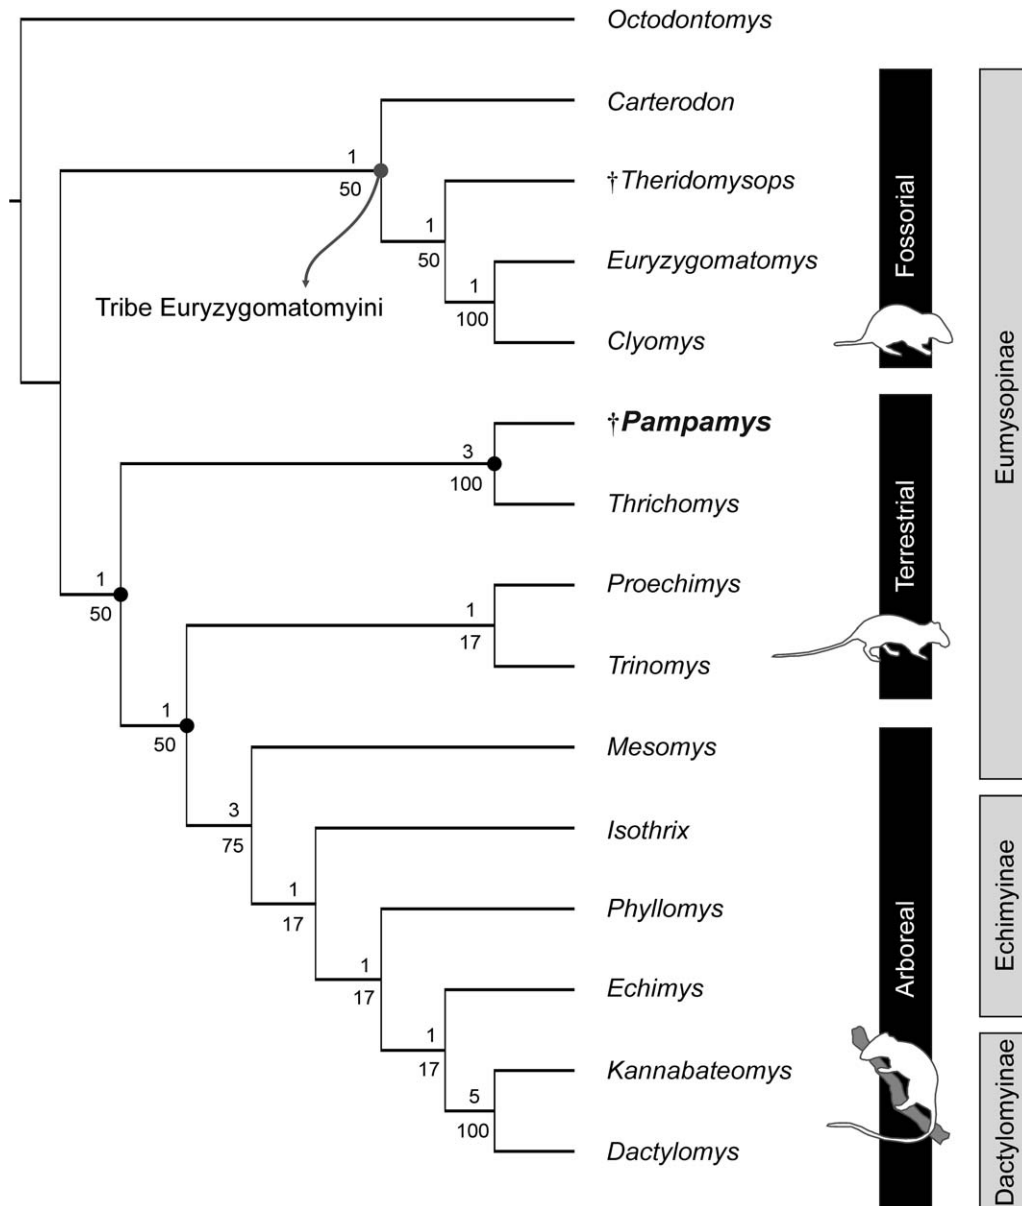 Octodontomys
Carterodon
1
50
†Theridomysops
1
50
Euryzygomatomys
Tribe Euryzygomatomyini
1
100
Clyomys
Fossorial
†Pampamys
3
100
Thrichomys
Proechimys
1
50
1
17
Trinomys
Terrestrial
Eumysopinae
1
50
Mesomys
3
75
Isothrix
1
17
Phyllomys
1
17
Echimys
1
17
Kannabateomys
5
100
Dactylomys
Arboreal
Echimyinae
Dactylomyinae